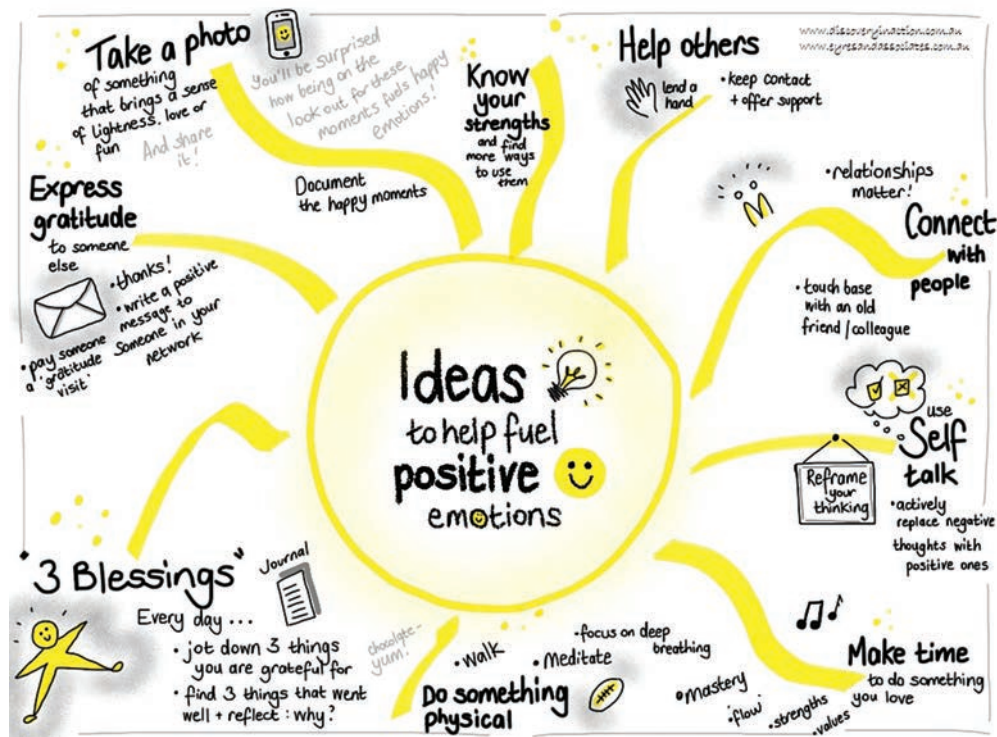 Take a photo
of something
that brings a sense
of lightness, love or
fun
And share
it!
You'll be surprised
how being on the
look out for these
moments fuels happy
emotions!
Document
the happy moments
Know
your
strengths
and find
more ways
to use
them
Help others
lend a
hand
• keep contact
+ offer support
www.discoveryinaction.com.au
www.eyresandassociates.com.au
• relationships
matter!
Connect
with
people
• touch base
with an old
friend/colleague
use
Self
talk
Reframe
your
thinking
• actively
replace negative
thoughts with
positive ones
Make time
to do something
you love
• mastery
• flow
• strengths
• values
Do something
physical
• walk
• Meditate
• focus on deep
breathing
chocolate -
yum!
"3 Blessings"
Journal
Every day ...
• jot down 3 things
you are grateful for
• find 3 things that went
well + reflect : why?
Express
gratitude
to someone
else
• thanks!
• write a positive
message to
someone in your
network
• pay someone
a 'gratitude
visit'
Ideas
to help fuel
positive
emotions